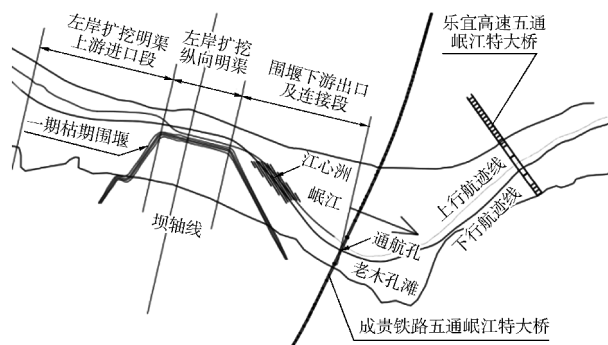 左岸扩挖明渠
上游进口段
左岸扩挖
纵向明渠
围堰下游出口
及连接段
乐宜高速五通
岷江特大桥
一期枯期围堰
江心洲
岷江
坝轴线
上行航迹线
下行航迹线
通航孔
老木孔滩
成贵铁路五通岷江特大桥